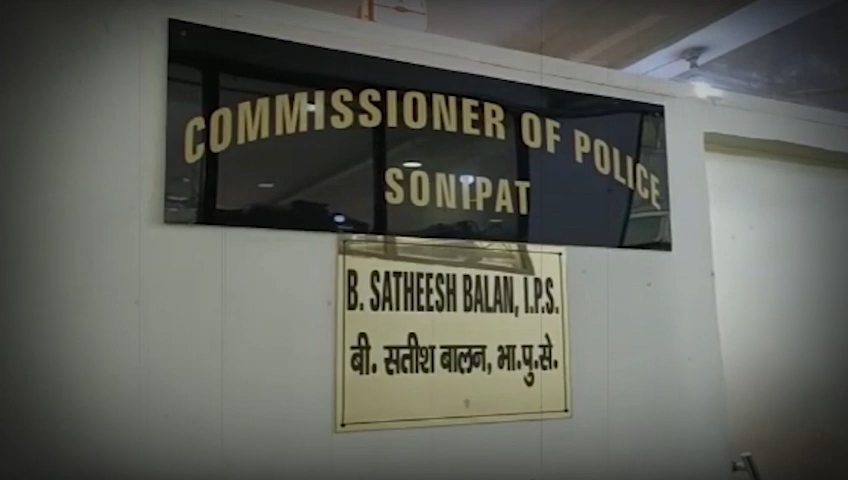 COMMISSIONER OF POLICE
SONIPAT
B. SATHEESH BALAN, I.P.S.
बी. सतीश बालन, भा.पु.से.